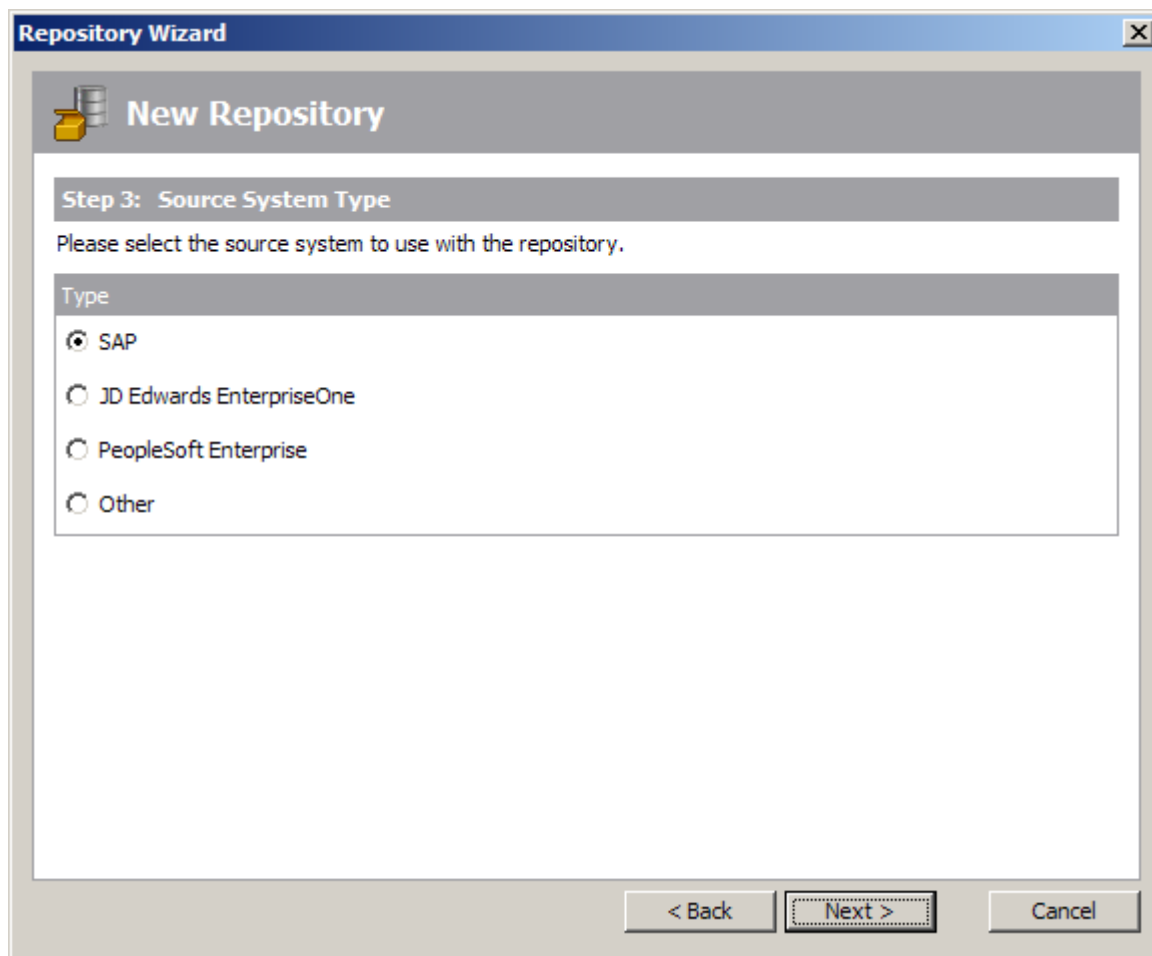 Repository Wizard
New Repository
Step 3: Source System Type
Please select the source system to use with the repository.
Type
SAP
JD Edwards EnterpriseOne
PeopleSoft Enterprise
Other
< Back Next > Cancel